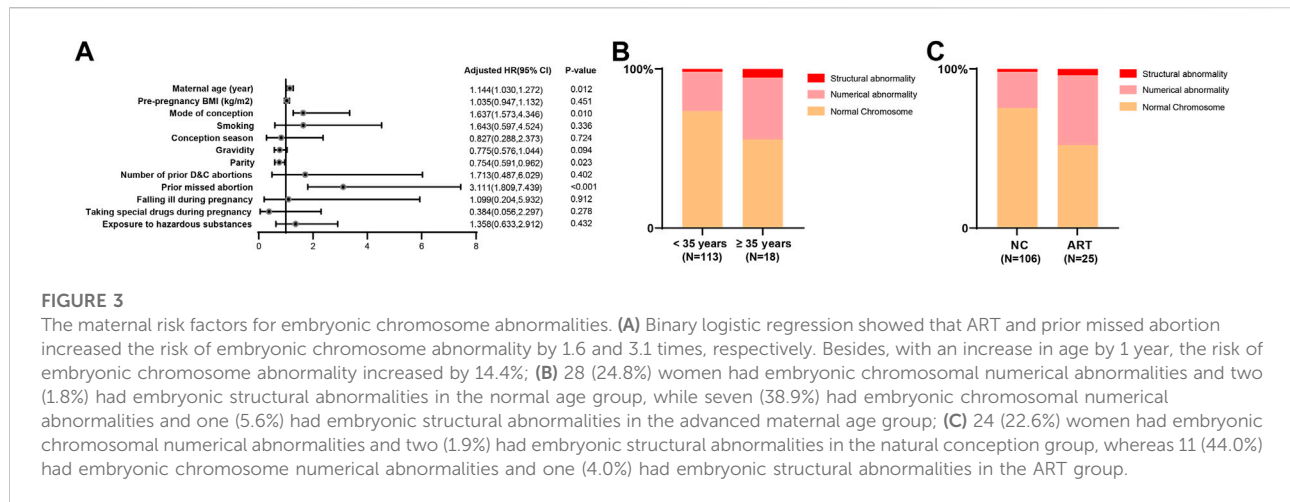 A
Adjusted HR(95% CI) P-value
Maternal age (year) 1.144(1.030,1.272) 0.012
Pre-pregnancy BMI (kg/m2) 1.035(0.947,1.132) 0.451
Mode of conception 1.637(1.573,4.346) 0.010
Smoking 1.643(0.597,4.524) 0.336
Conception season 0.827(0.288,2.373) 0.724
Gravidity 0.775(0.576,1.044) 0.094
Parity 0.754(0.591,0.962) 0.023
Number of prior D&C abortions 1.713(0.487,6.029) 0.402
Prior missed abortion 3.111(1.809,7.439) <0.001
Falling ill during pregnancy 1.099(0.204,5.932) 0.912
Taking special drugs during pregnancy 0.384(0.056,2.297) 0.278
Exposure to hazardous substances 1.358(0.633,2.912) 0.432
0 2 4 6 8
B
100%
0
Structural abnormality
Numerical abnormality
Normal Chromosome
< 35 years ≥ 35 years
(N=113) (N=18)
C
100%
0
Structural abnormality
Numerical abnormality
Normal Chromosome
NC ART
(N=106) (N=25)
FIGURE 3
The maternal risk factors for embryonic chromosome abnormalities. (A) Binary logistic regression showed that ART and prior missed abortion
increased the risk of embryonic chromosome abnormality by 1.6 and 3.1 times, respectively. Besides, with an increase in age by 1 year, the risk of
embryonic chromosome abnormality increased by 14.4%; (B) 28 (24.8%) women had embryonic chromosomal numerical abnormalities and two
(1.8%) had embryonic structural abnormalities in the normal age group, while seven (38.9%) had embryonic chromosomal numerical
abnormalities and one (5.6%) had embryonic structural abnormalities in the advanced maternal age group; (C) 24 (22.6%) women had embryonic
chromosomal numerical abnormalities and two (1.9%) had embryonic structural abnormalities in the natural conception group, whereas 11 (44.0%)
had embryonic chromosome numerical abnormalities and one (4.0%) had embryonic structural abnormalities in the ART group.